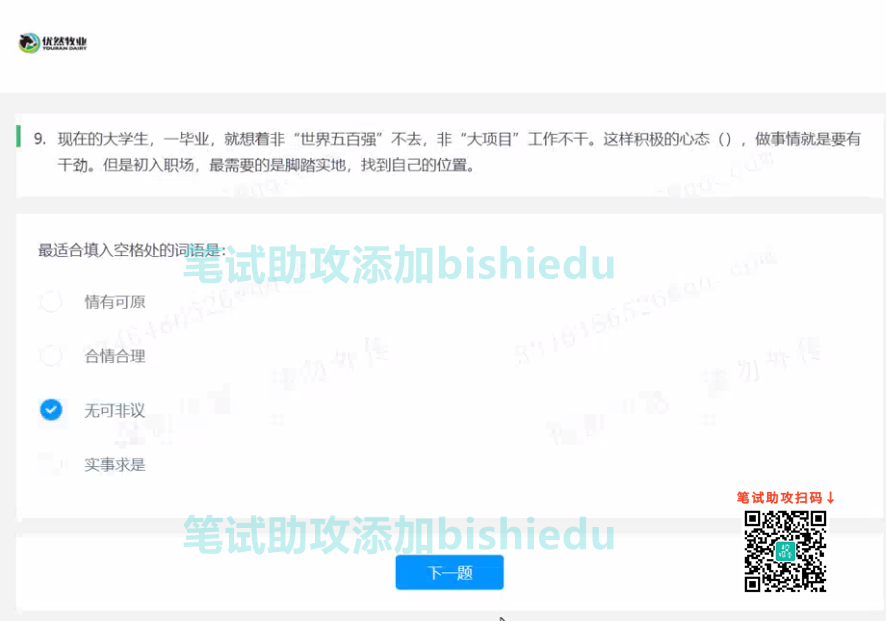 优然牧业
YOURAN DAIRY
9. 现在的大学生，一毕业，就想着非“世界五百强”不去，非“大项目”工作不干。这样积极的心态（），做事情就是要有
干劲。但是初入职场，最需要的是脚踏实地，找到自己的位置。
最适合填入空格处的词语是：
笔试助攻添加bishiedu
情有可原
合情合理
无可非议
实事求是
笔试助攻扫码↓
笔试助攻添加bishiedu
下一题